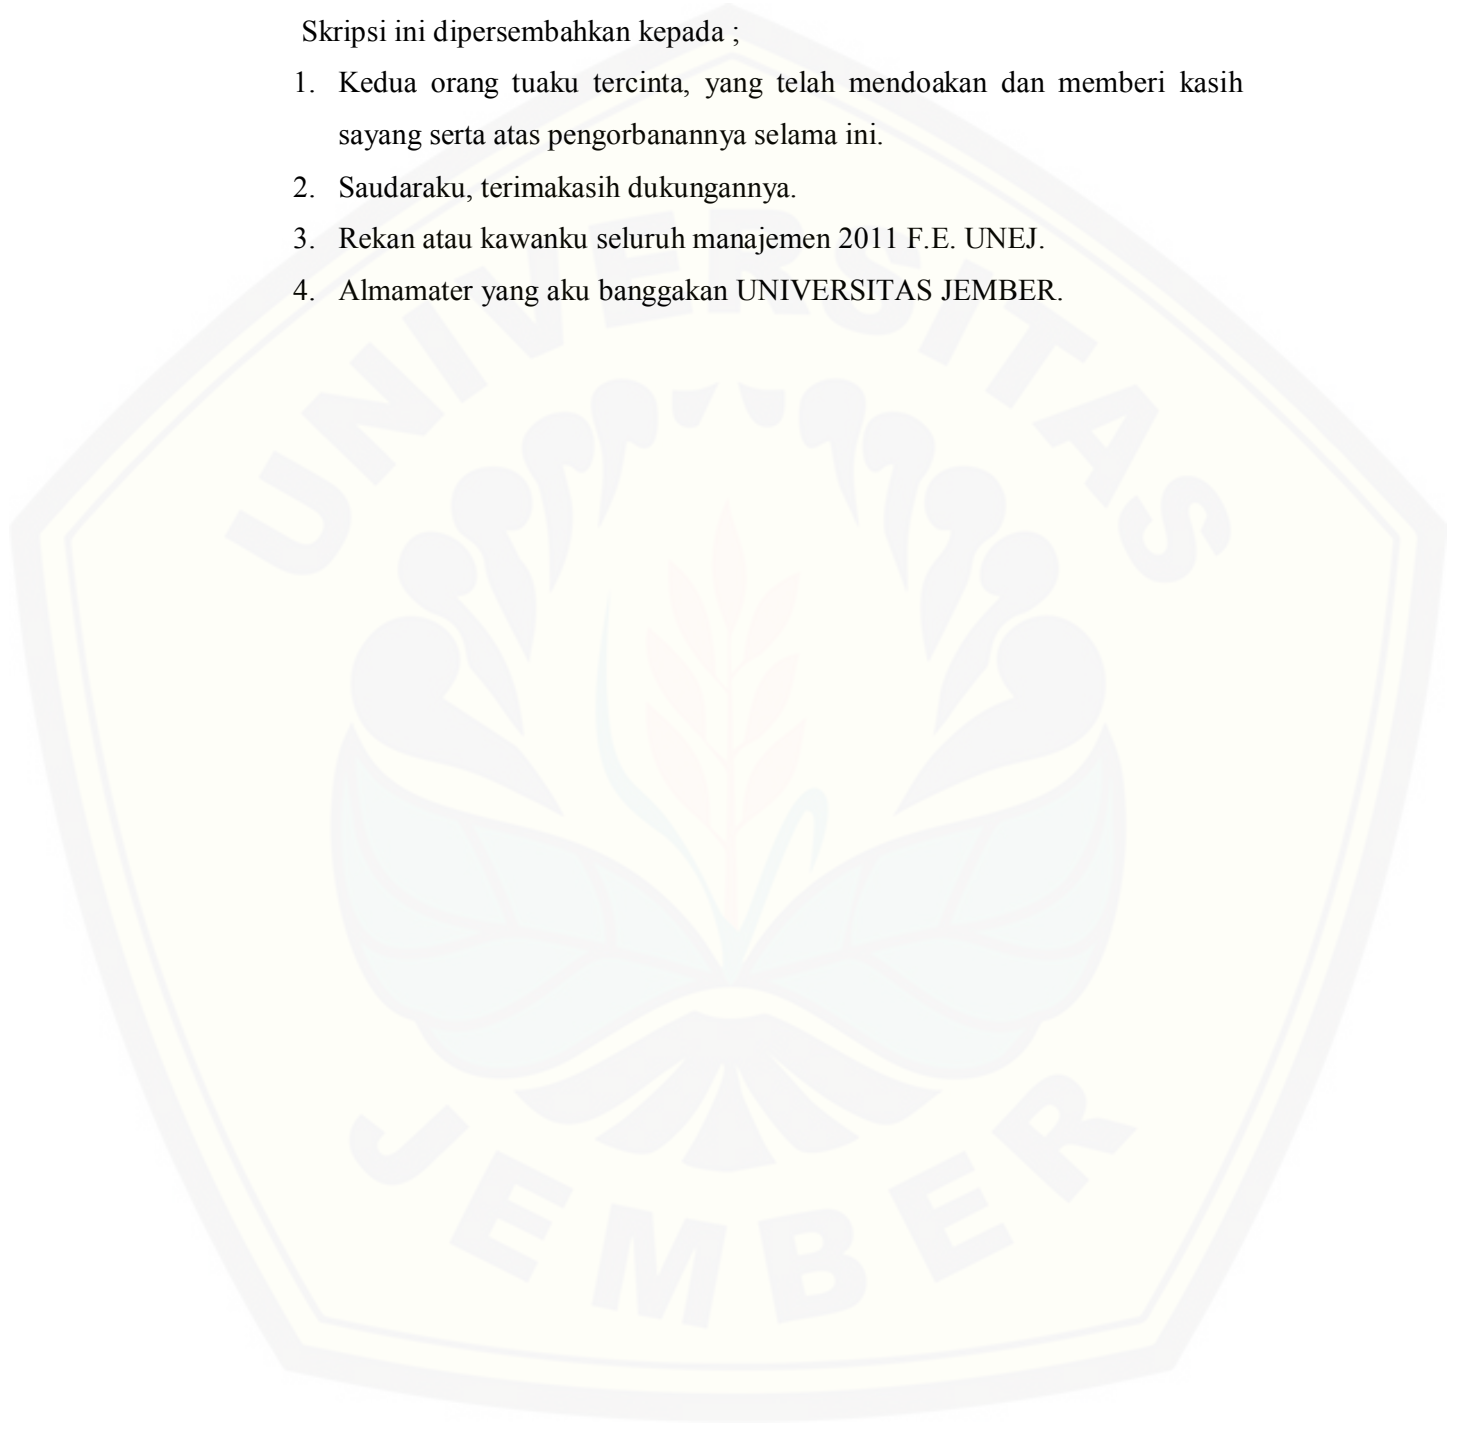 Skripsi ini dipersembahkan kepada ;
1. Kedua orang tuaku tercinta, yang telah mendoakan dan memberi kasih
sayang serta atas pengorbanannya selama ini.
2. Saudaraku, terimakasih dukungannya.
3. Rekan atau kawanku seluruh manajemen 2011 F.E. UNEJ.
4. Almamater yang aku banggakan UNIVERSITAS JEMBER.
UNIVERSITAS
JEMBER